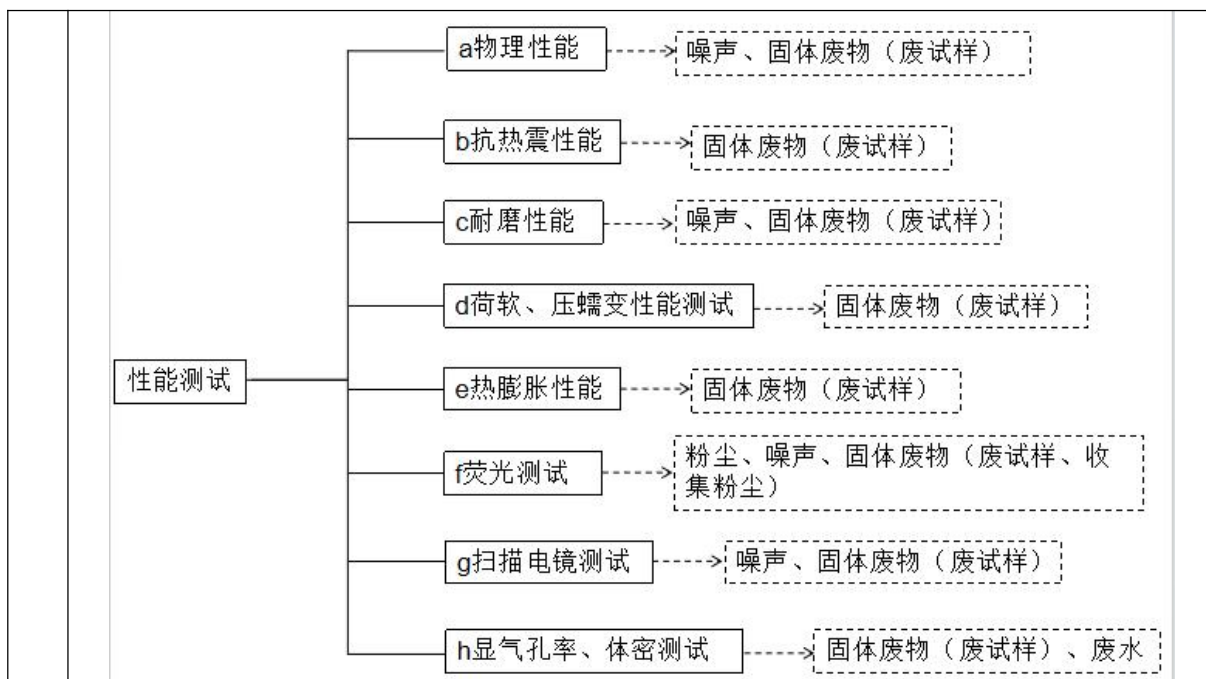 a物理性能
噪声、固体废物（废试样）
b抗热震性能
固体废物（废试样）
c耐磨性能
噪声、固体废物（废试样）
d荷软、压蠕变性能测试
固体废物（废试样）
性能测试
e热膨胀性能
固体废物（废试样）
f荧光测试
粉尘、噪声、固体废物（废试样、收
集粉尘）
g扫描电镜测试
噪声、固体废物（废试样）
h显气孔率、体密测试
固体废物（废试样）、废水